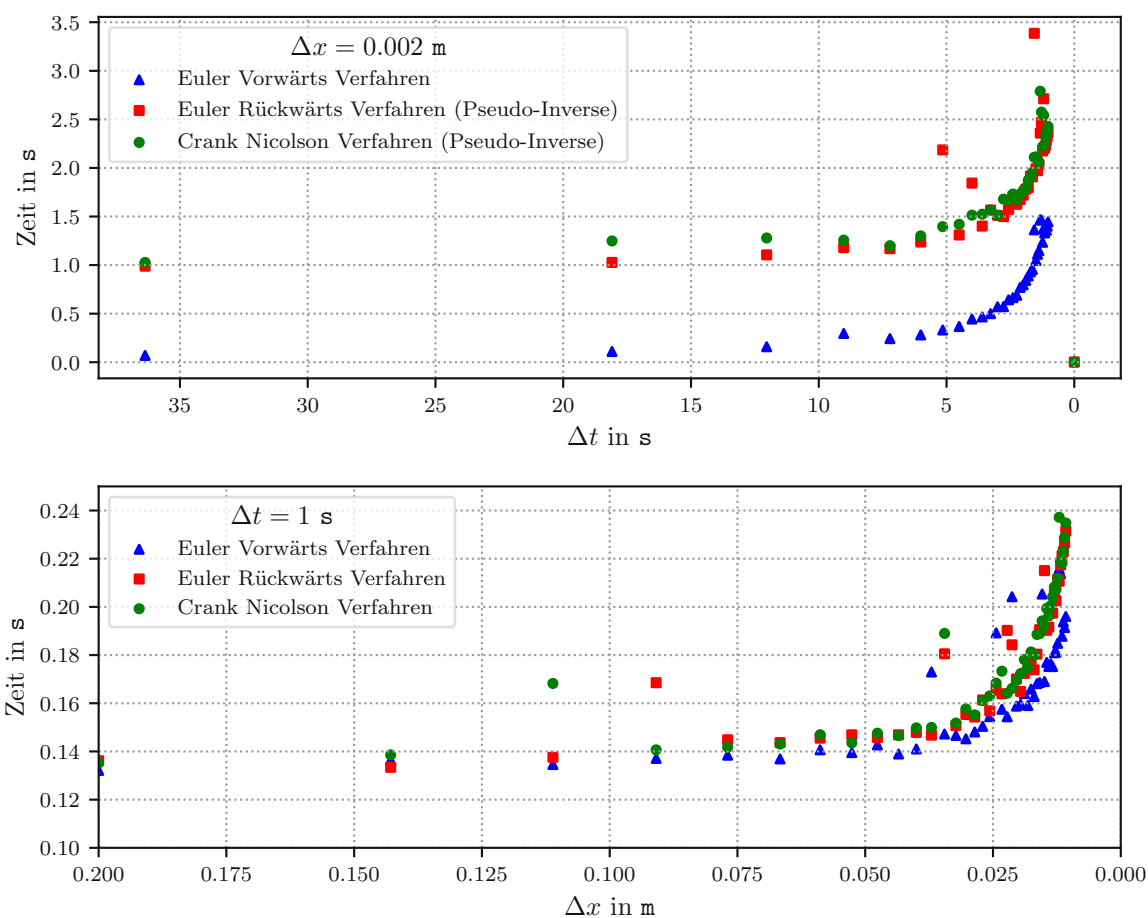 3.5
3.0
2.5
2.0
1.5
1.0
0.5
0.0
Zeit in s
Δx = 0.002 m
Euler Vorwärts Verfahren
Euler Rückwärts Verfahren (Pseudo-Inverse)
Crank Nicolson Verfahren (Pseudo-Inverse)
35 30 25 20 15 10 5 0
Δt in s
0.24
0.22
0.20
0.18
0.16
0.14
0.12
0.10
Zeit in s
Δt = 1 s
Euler Vorwärts Verfahren
Euler Rückwärts Verfahren
Crank Nicolson Verfahren
0.200 0.175 0.150 0.125 0.100 0.075 0.050 0.025 0.000
Δx in m